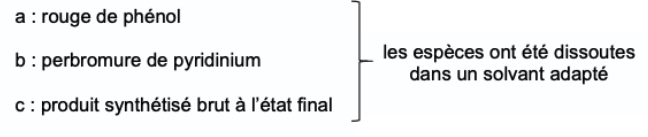 a : rouge de phénol
b : perbromure de pyridinium
c : produit synthétisé brut à l'état final
les espèces ont été dissoutes
dans un solvant adapté